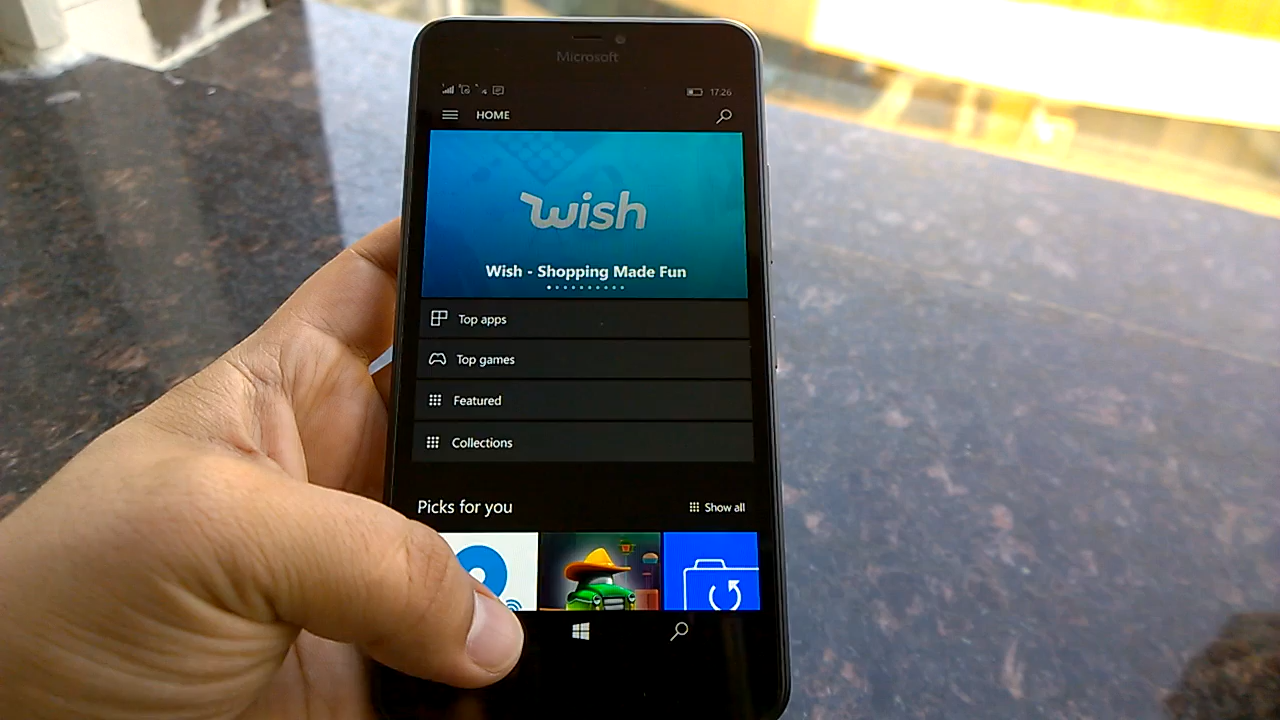 Microsoft
17:26
HOME
wish
Wish - Shopping Made Fun
Top apps
Top games
Featured
Collections
Picks for you
Show all